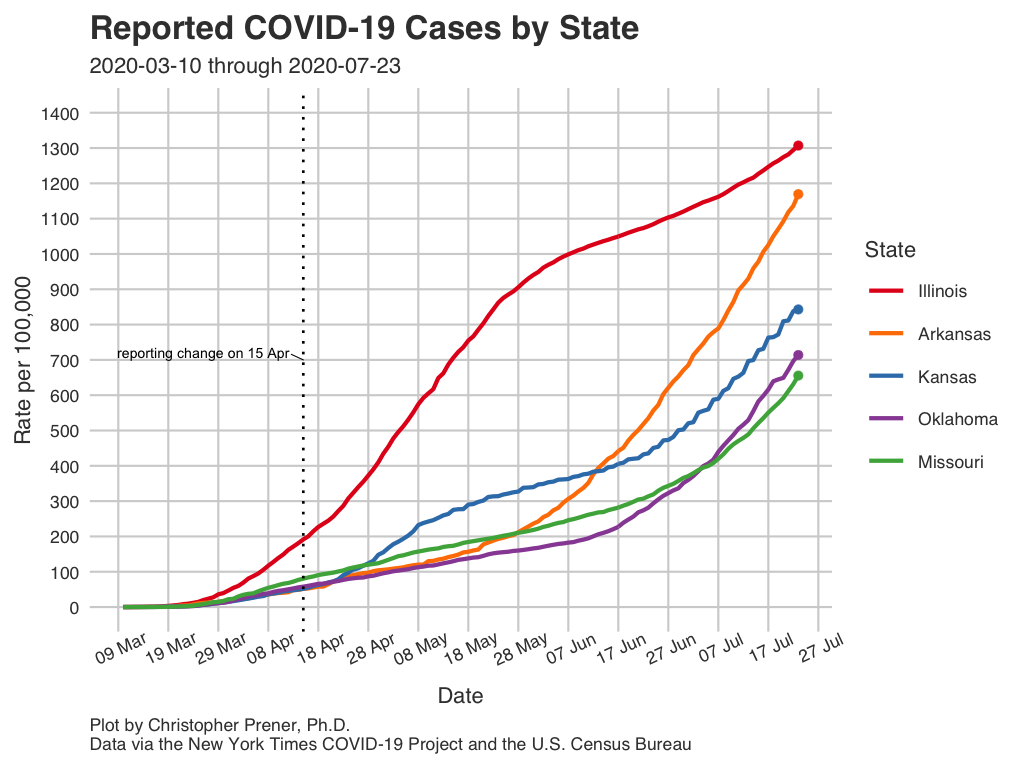 Reported COVID-19 Cases by State
2020-03-10 through 2020-07-23
Rate per 100,000
1400
1300
1200
1100
1000
900
800
700
600
500
400
300
200
100
0
reporting change on 15 Apr
09 Mar
19 Mar
29 Mar
08 Apr
18 Apr
28 Apr
08 May
18 May
28 May
07 Jun
17 Jun
27 Jun
07 Jul
17 Jul
27 Jul
Date
State
Illinois
Arkansas
Kansas
Oklahoma
Missouri
Plot by Christopher Prener, Ph.D.
Data via the New York Times COVID-19 Project and the U.S. Census Bureau